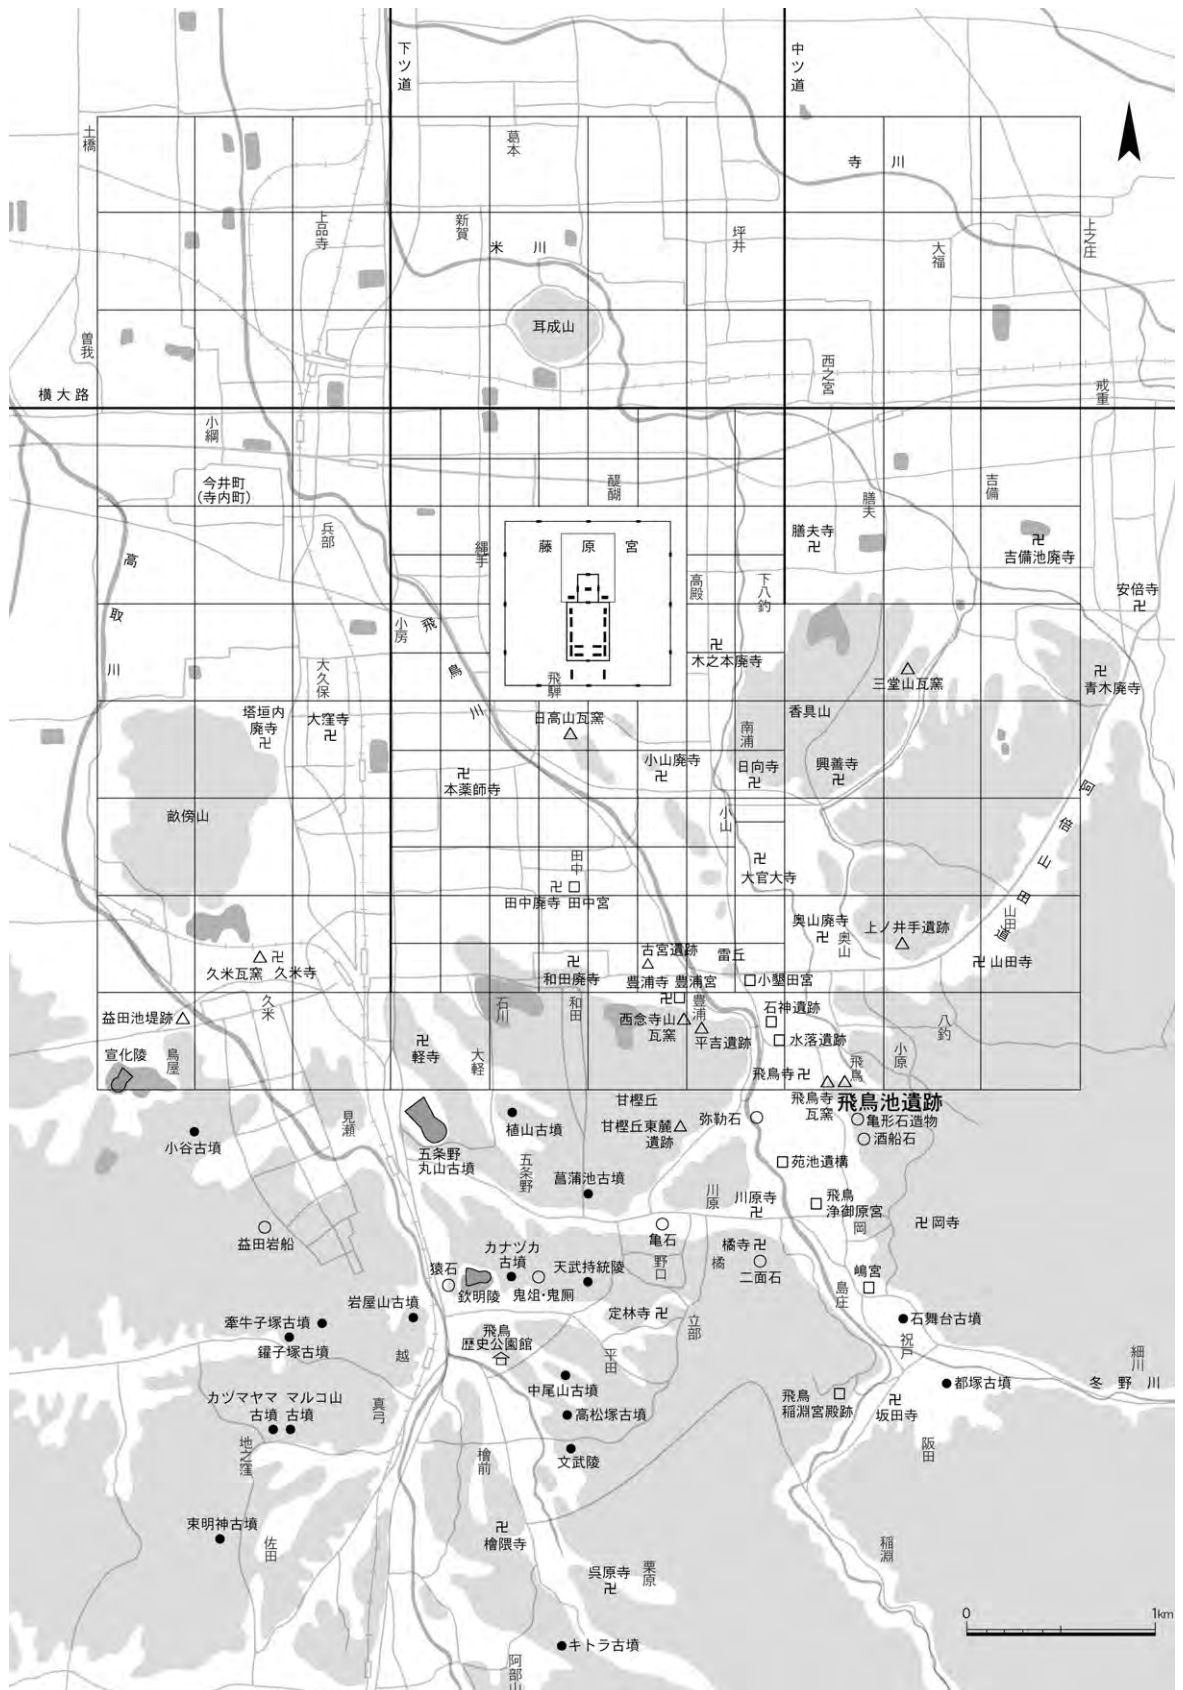 下ツ道
中ツ道
土橋
葛本
寺川
上品寺
新賀
米川
坪井
大福
上之庄
耳成山
曽我
西之宮
戒重
横大路
小綱
今井町
(寺内町)
醍醐
吉備
膳夫
兵部
縄手
藤原宮
膳夫寺
吉備池廃寺
高取川
高殿
下八釣
安倍寺
小房
飛鳥川
木之本廃寺
三堂山瓦窯
青木廃寺
大久保
飛騨
塔垣内
廃寺
大窪寺
日高山瓦窯
香具山
南浦
小山廃寺
日向寺
興善寺
本薬師寺
阿倍山田道
畝傍山
小山
田中
大官大寺
田中廃寺
田中宮
奥山廃寺
奥山
上ノ井手遺跡
山田
古宮遺跡
雷丘
久米瓦窯
久米寺
和田廃寺
豊浦寺
豊浦宮
小墾田宮
山田寺
久米
石川
和田
豊浦
石神遺跡
八釣
益田池堤跡
西念寺山
瓦窯
平吉遺跡
水落遺跡
小原
宣化陵
鳥屋
軽寺
大軽
飛鳥寺
飛鳥
飛鳥寺
瓦窯
飛鳥池遺跡
見瀬
植山古墳
甘樫丘
甘樫丘東麓
遺跡
弥勒石
亀形石造物
酒船石
小谷古墳
五条野
丸山古墳
五条野
菖蒲池古墳
苑池遺構
川原
川原寺
飛鳥
浄御原宮
岡
岡寺
益田岩船
亀石
橘寺
橘
二面石
カナヅカ
古墳
猿石
欽明陵
鬼俎・鬼厠
天武持統陵
野口
嶋宮
島庄
岩屋山古墳
定林寺
立部
石舞台古墳
牽牛子塚古墳
鑵子塚古墳
越
飛鳥
歴史公園館
平田
祝戸
細川
冬野川
中尾山古墳
都塚古墳
カヅマヤマ
古墳
マルコ山
古墳
真弓
高松塚古墳
飛鳥
稲淵宮殿跡
坂田寺
地之窪
檜前
文武陵
阪田
東明神古墳
佐田
檜隈寺
呉原寺
栗原
稲淵
キトラ古墳
阿部山
0
1km